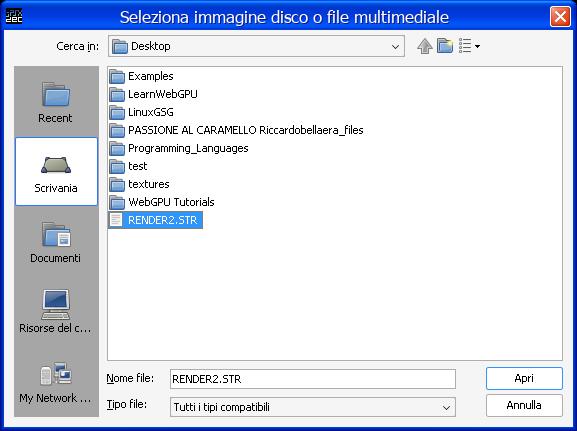 Seleziona immagine disco o file multimediale
Cerca in: Desktop
Recent
Scrivania
Documenti
Risorse del c...
My Network ...
Examples
LearnWebGPU
LinuxGSG
PASSIONE AL CARAMELLO Riccardobellaera_files
Programming_Languages
test
textures
WebGPU Tutorials
RENDER2.STR
Nome file: RENDER2.STR Apri
Tipo file: Tutti i tipi compatibili Annulla